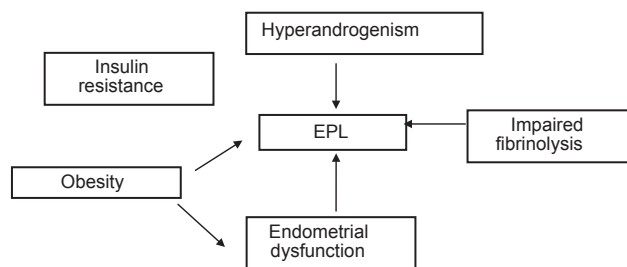 Hyperandrogenism
Insulin
resistance
EPL
Impaired
fibrinolysis
Obesity
Endometrial
dysfunction